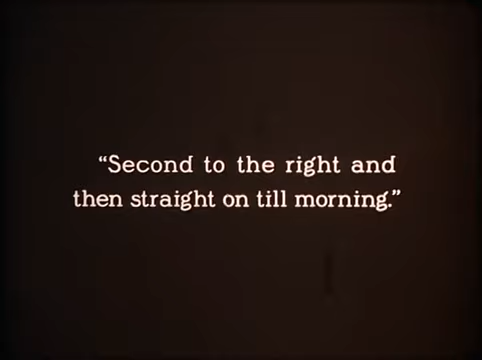 “Second to the right and
then straight on till morning.”